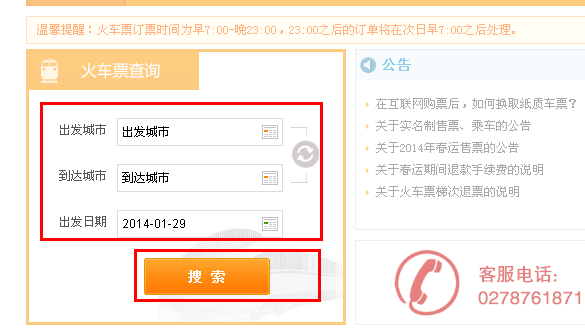 温馨提醒：火车票订票时间为早7:00-晚23:00，23:00之后的订单将在次日早7:00之后处理。
火车票查询
出发城市 出发城市
到达城市 到达城市
出发日期 2014-01-29
搜 索
公告
在互联网购票后，如何换取纸质车票？
关于实名制售票、乘车的公告
关于2014年春运售票的公告
关于春运期间退款手续费的说明
关于火车票梯次退票的说明
客服电话：
0278761871